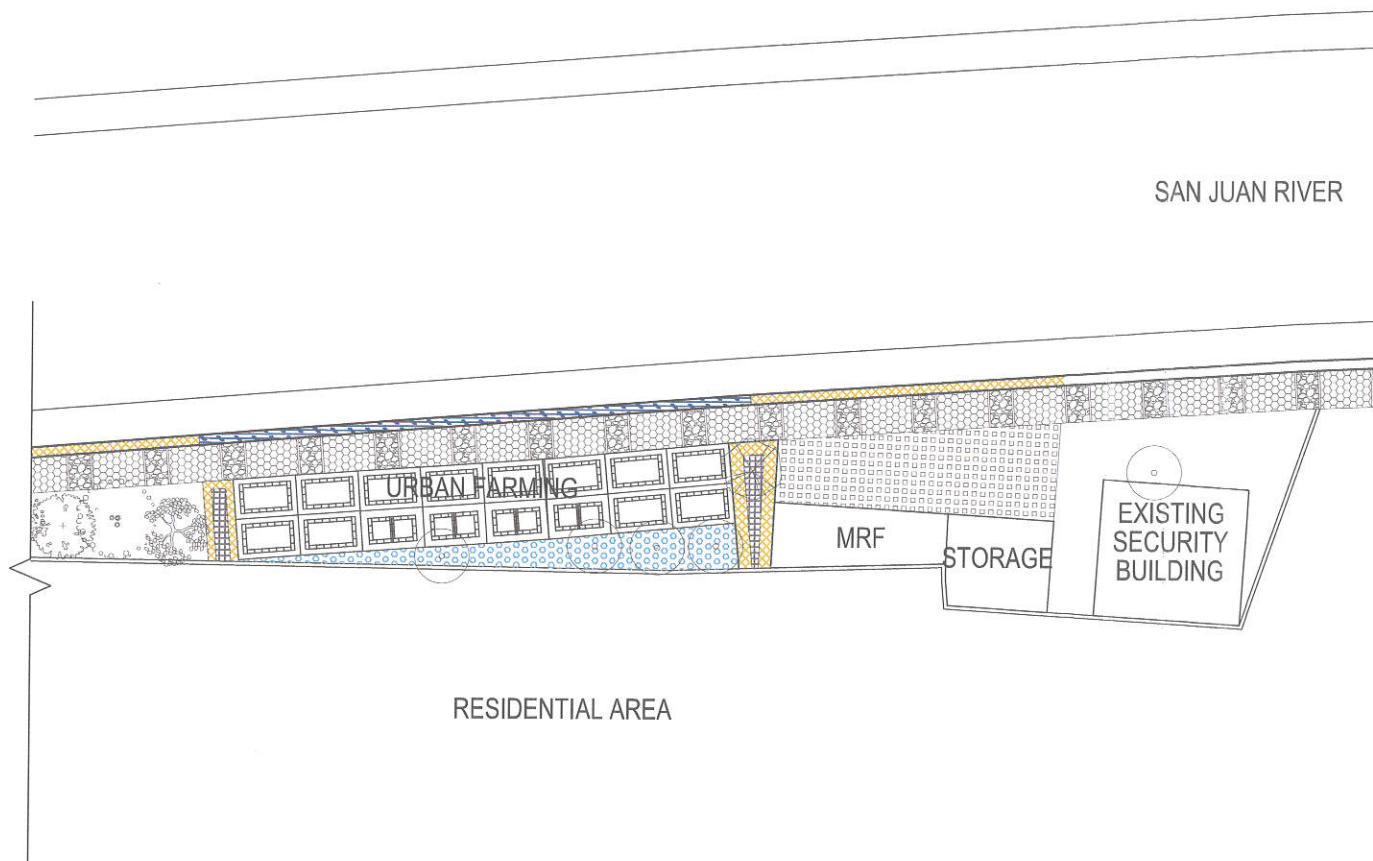 SAN JUAN RIVER
URBAN FARMING
MRF
STORAGE
EXISTING
SECURITY
BUILDING
RESIDENTIAL AREA